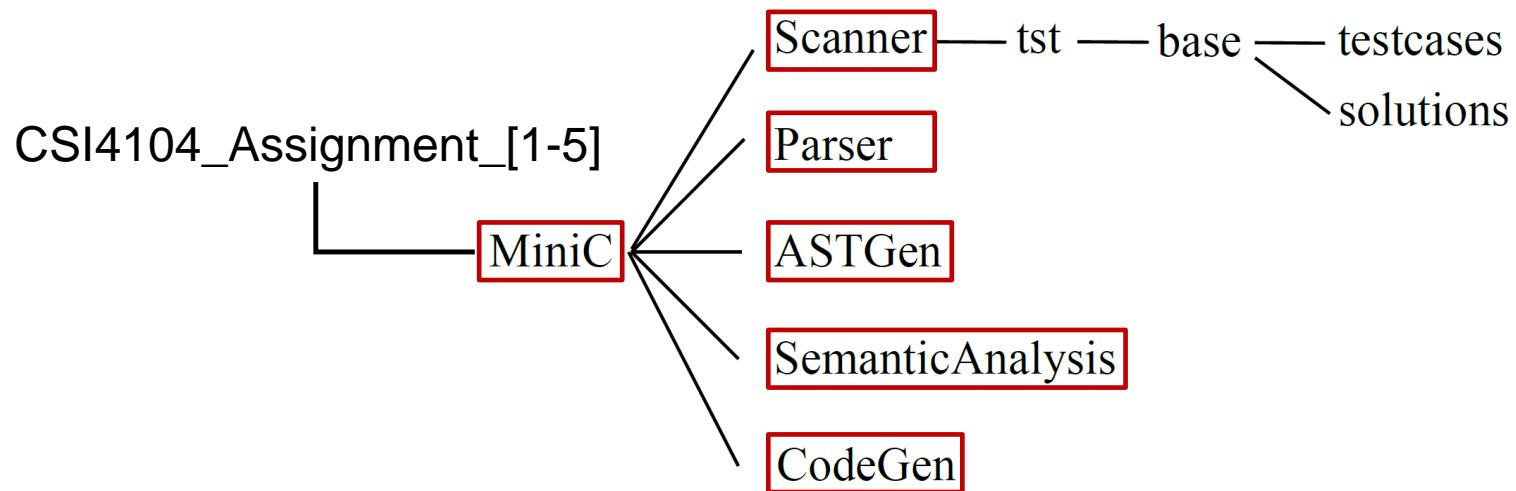 Scanner tst base testcases
solutions
CSI4104_Assignment_[1-5]
Parser
MiniC ASTGen
SemanticAnalysis
CodeGen